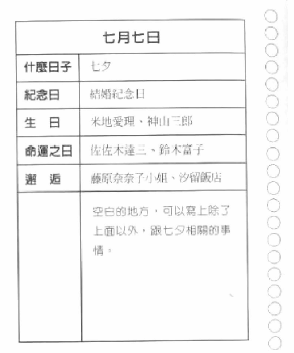 七月七日
什麼日子 七夕
紀念日 結婚紀念日
生 日 米地愛理、神山三郎
命運之日 佐佐木達三、鈴木富子
邂 逅 藤原奈奈子小姐、汐留飯店
空白的地方，可以寫上除了
上面以外，跟七夕相關的事
情。